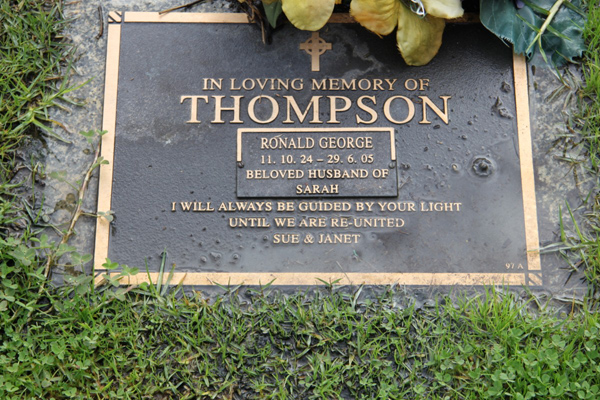 IN LOVING MEMORY OF
THOMPSON
RONALD GEORGE
11. 10. 24 – 29. 6. 05
BELOVED HUSBAND OF
SARAH
I WILL ALWAYS BE GUIDED BY YOUR LIGHT
UNTIL WE ARE RE-UNITED
SUE & JANET
97 A